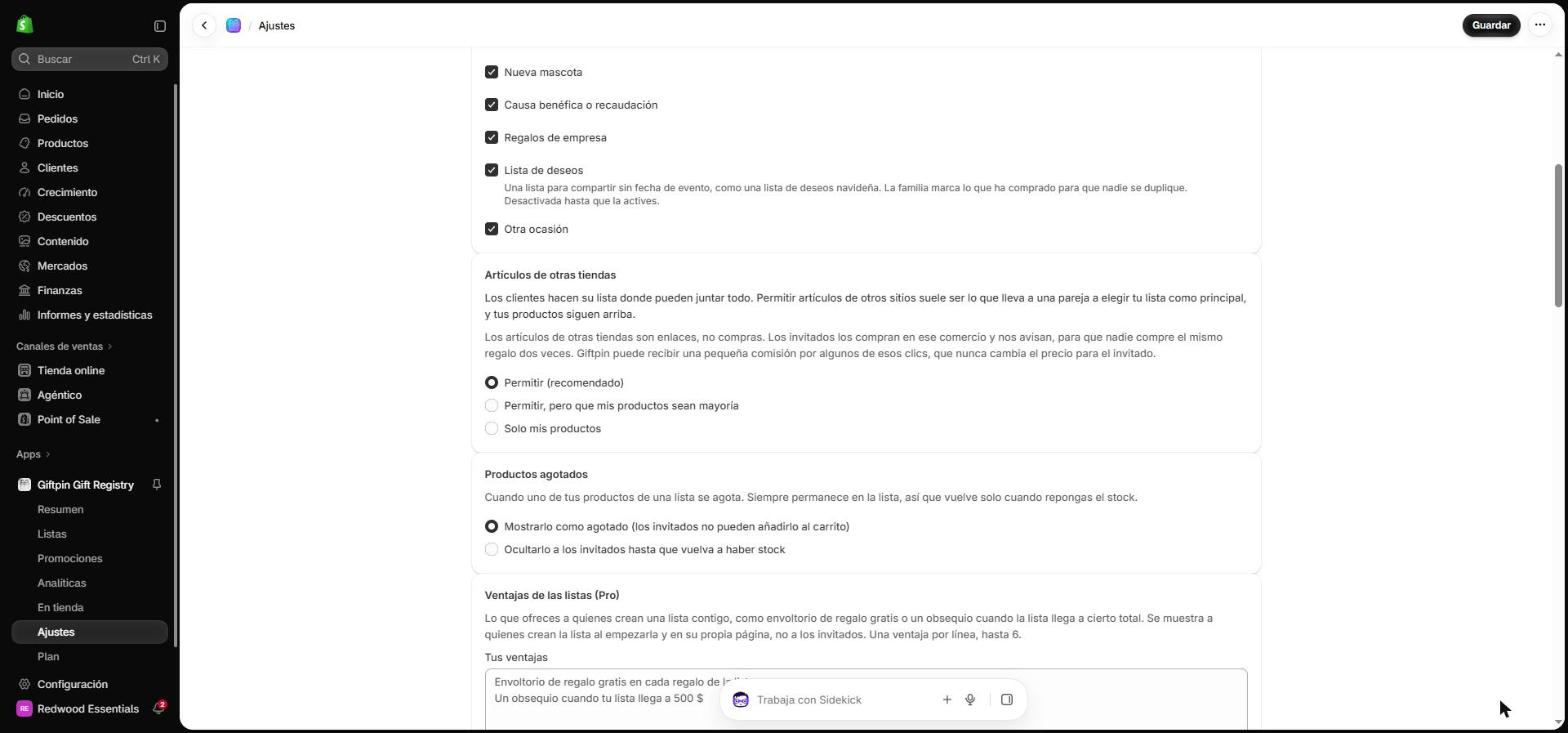 Buscar
Ctrl K
Inicio
Pedidos
Productos
Clientes
Crecimiento
Descuentos
Contenido
Mercados
Finanzas
Informes y estadísticas
Canales de ventas
Tienda online
Agéntico
Point of Sale
Apps
Giftpin Gift Registry
Resumen
Listas
Promociones
Analíticas
En tienda
Ajustes
Plan
Configuración
RE Redwood Essentials 2
/ Ajustes
Guardar
Nueva mascota
Causa benéfica o recaudación
Regalos de empresa
Lista de deseos
Una lista para compartir sin fecha de evento, como una lista de deseos navideña. La familia marca lo que ha comprado para que nadie se duplique.
Desactivada hasta que la actives.
Otra ocasión
Artículos de otras tiendas
Los clientes hacen su lista donde pueden juntar todo. Permitir artículos de otros sitios suele ser lo que lleva a una pareja a elegir tu lista como principal,
y tus productos siguen arriba.
Los artículos de otras tiendas son enlaces, no compras. Los invitados los compran en ese comercio y nos avisan, para que nadie compre el mismo
regalo dos veces. Giftpin puede recibir una pequeña comisión por algunos de esos clics, que nunca cambia el precio para el invitado.
Permitir (recomendado)
Permitir, pero que mis productos sean mayoría
Solo mis productos
Productos agotados
Cuando uno de tus productos de una lista se agota. Siempre permanece en la lista, así que vuelve solo cuando repongas el stock.
Mostrarlo como agotado (los invitados no pueden añadirlo al carrito)
Ocultarlo a los invitados hasta que vuelva a haber stock
Ventajas de las listas (Pro)
Lo que ofreces a quienes crean una lista contigo, como envoltorio de regalo gratis o un obsequio cuando la lista llega a cierto total. Se muestra a
quienes crean la lista al empezarla y en su propia página, no a los invitados. Una ventaja por línea, hasta 6.
Tus ventajas
Envoltorio de regalo gratis en cada regalo de
Un obsequio cuando tu lista llega a 500 $
Trabaja con Sidekick